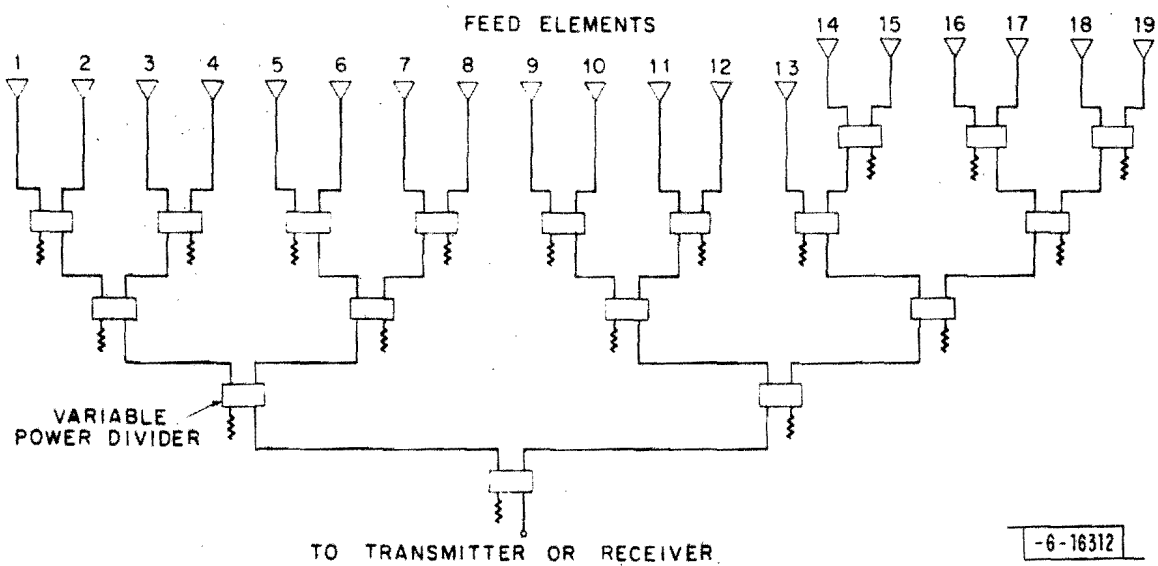 FEED ELEMENTS
1 2 3 4 5 6 7 8 9 10 11 12 13 14 15 16 17 18 19
VARIABLE
POWER DIVIDER
TO TRANSMITTER OR RECEIVER
-6-16312